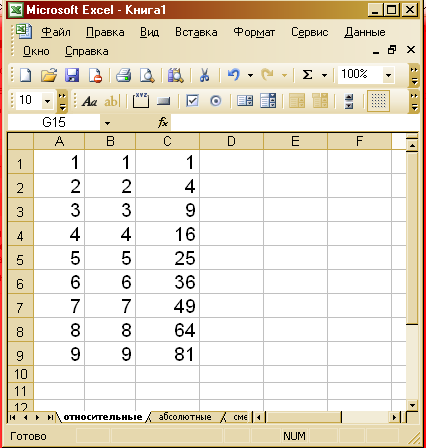 Microsoft Excel - Книга1
Файл Правка Вид Вставка Формат Сервис Данные
Окно Справка
Σ 100%
10 Aa ab| xyz
G15 fx
A B C D E F
1 1 1 1
2 2 2 4
3 3 3 9
4 4 4 16
5 5 5 25
6 6 6 36
7 7 7 49
8 8 8 64
9 9 9 81
10
11
12
относительные абсолютные сме
Готово NUM